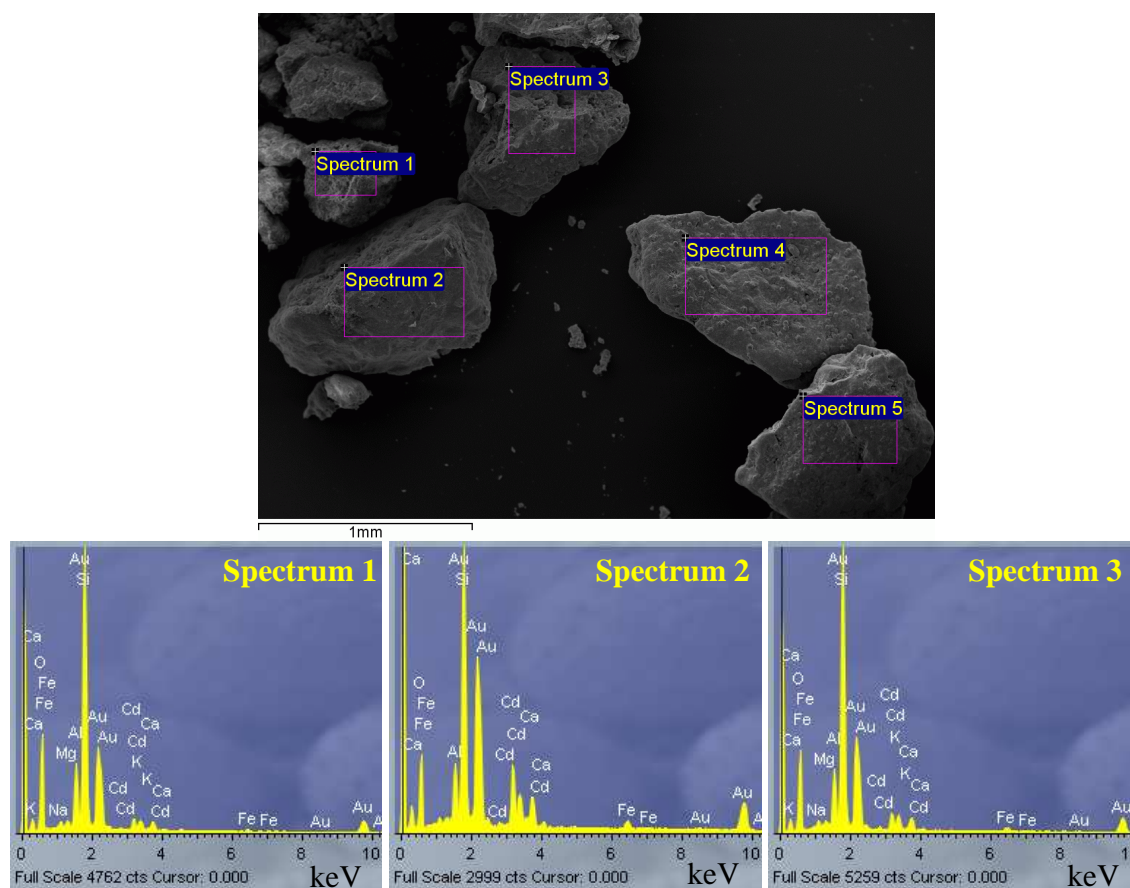 Spectrum 3
Spectrum 1
Spectrum 4
Spectrum 2
Spectrum 5
1mm
Spectrum 1
Au
Si
Ca
O
Fe
Fe
Ca
Al
Mg
Au
Au
Cd
Ca
Cd
K
K
Cd
Ca
Cd
Cd
K
Na
Fe Fe
Au
Au
A
0 2 4 6 8 10
Full Scale 4762 cts Cursor: 0.000
keV
Spectrum 2
Ca
Au
Si
Au
Au
O
Fe
Fe
Ca
Al
Cd
Ca
Cd
Cd
Ca
Cd
Cd
Fe
Fe
Au
Au
A
0 2 4 6 8 10
Full Scale 2999 cts Cursor: 0.000
keV
Spectrum 3
Au
Si
Ca
O
Fe
Fe
Ca
Al
Mg
Au
Au
Cd
Cd
K
Ca
K
Cd
Ca
Cd
Cd
K
Na
Fe
Fe
Au
Au
0 2 4 6 8 1
Full Scale 5259 cts Cursor: 0.000
keV